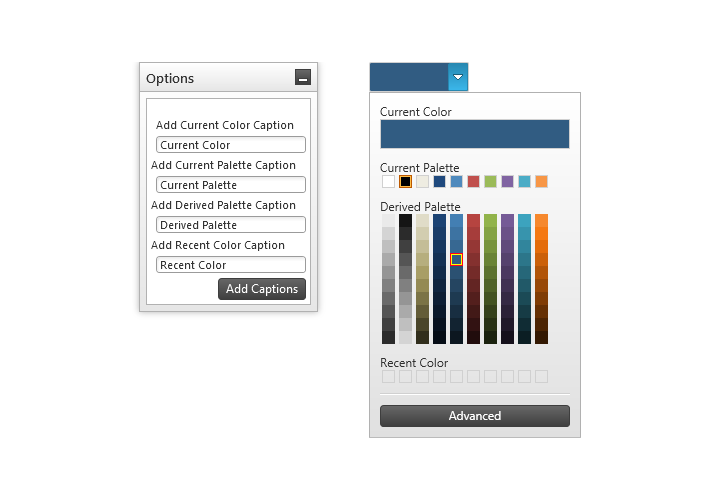 Options
Add Current Color Caption
Current Color
Add Current Palette Caption
Current Palette
Add Derived Palette Caption
Derived Palette
Add Recent Color Caption
Recent Color
Add Captions
Current Color
Current Palette
Derived Palette
Recent Color
Advanced